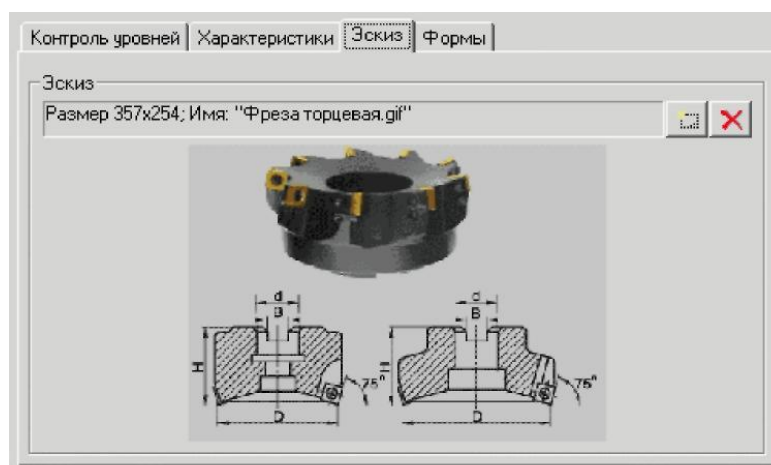 Контроль уровней Характеристики Эскиз Формы
Эскиз
Размер 357x254; Имя: "Фреза торцевая.gif"
d d
B B
H 75° H 75°
D D